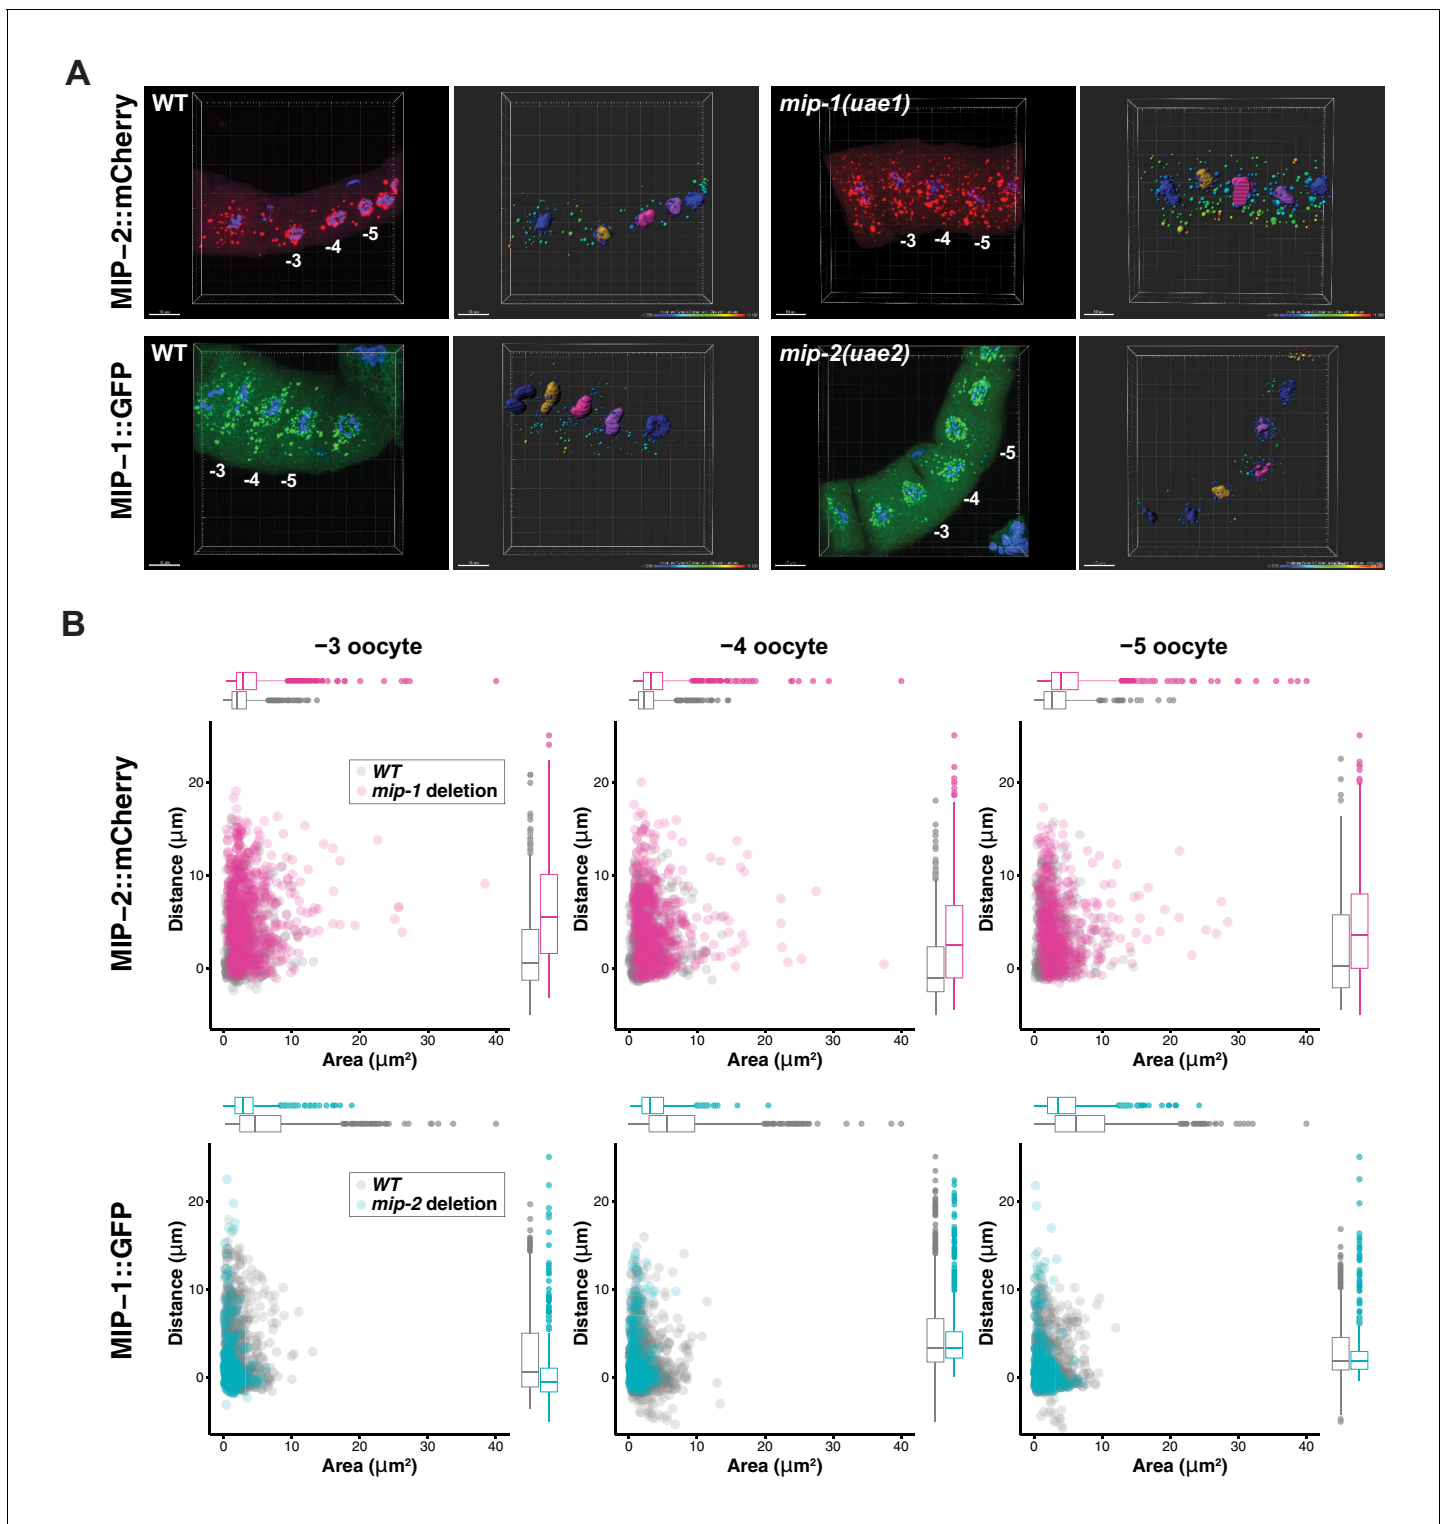 A
MIP–2::mCherry
WT
-3
-4
-5
mip-1(uae1)
-3
-4
-5
MIP–1::GFP
WT
-3
-4
-5
mip-2(uae2)
-5
-4
-3
B
−3 oocyte
−4 oocyte
−5 oocyte
MIP–2::mCherry
WT
mip-1 deletion
Distance (μm)
20
10
0
0 10 20 30 40
Area (μm²)
Distance (μm)
20
10
0
0 10 20 30 40
Area (μm²)
Distance (μm)
20
10
0
0 10 20 30 40
Area (μm²)
MIP–1::GFP
WT
mip-2 deletion
Distance (μm)
20
10
0
0 10 20 30 40
Area (μm²)
Distance (μm)
20
10
0
0 10 20 30 40
Area (μm²)
Distance (μm)
20
10
0
0 10 20 30 40
Area (μm²)